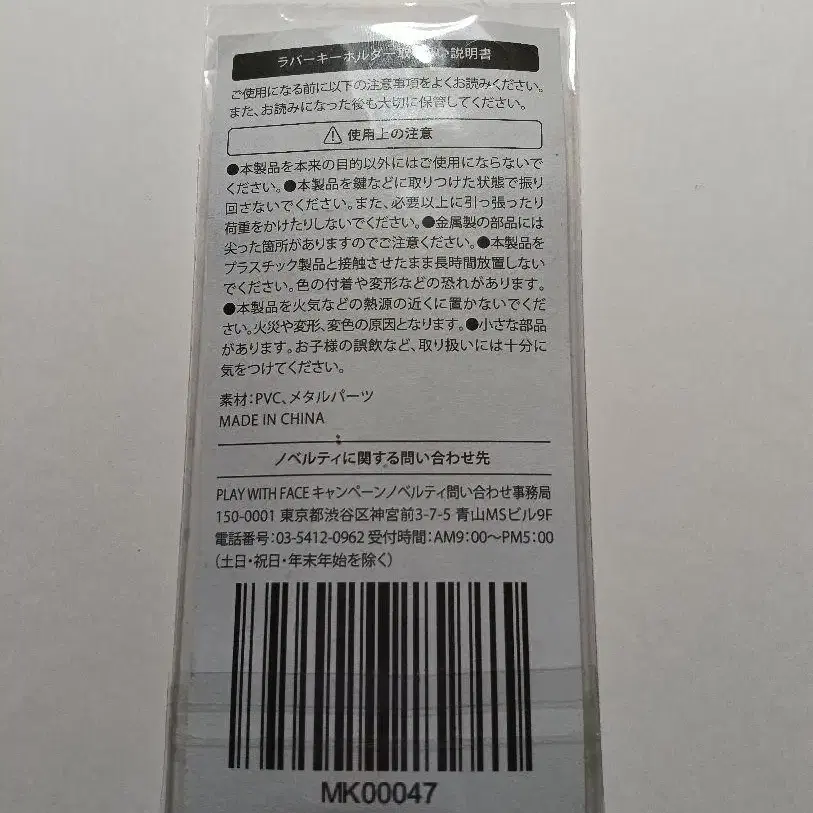 ラバーキーホルダー取り扱い説明書
ご使用になる前に以下の注意事項をよくお読みください。
また、お読みになった後も大切に保管してください。
使用上の注意
●本製品を本来の目的以外にはご使用にならないで
ください。●本製品を鍵などに取りつけた状態で振り
回さないでください。また、必要以上に引っ張ったり
荷重をかけたりしないでください。●金属製の部品には
尖った箇所がありますのでご注意ください。●本製品を
プラスチック製品と接触させたまま長時間放置しない
でください。色の付着や変形などの恐れがあります。
●本製品を火気などの熱源の近くに置かないでくだ
さい。火災や変形、変色の原因となります。●小さな部品
があります。お子様の誤飲など、取り扱いには十分に
気をつけてください。
素材:PVC、メタルパーツ
MADE IN CHINA
ノベルティに関する問い合わせ先
PLAY WITH FACE キャンペーンノベルティ問い合わせ事務局
150-0001 東京都渋谷区神宮前3-7-5 青山MSビル9F
電話番号:03-5412-0962 受付時間:AM9:00〜PM5:00
(土日・祝日・年末年始を除く)
MK00047